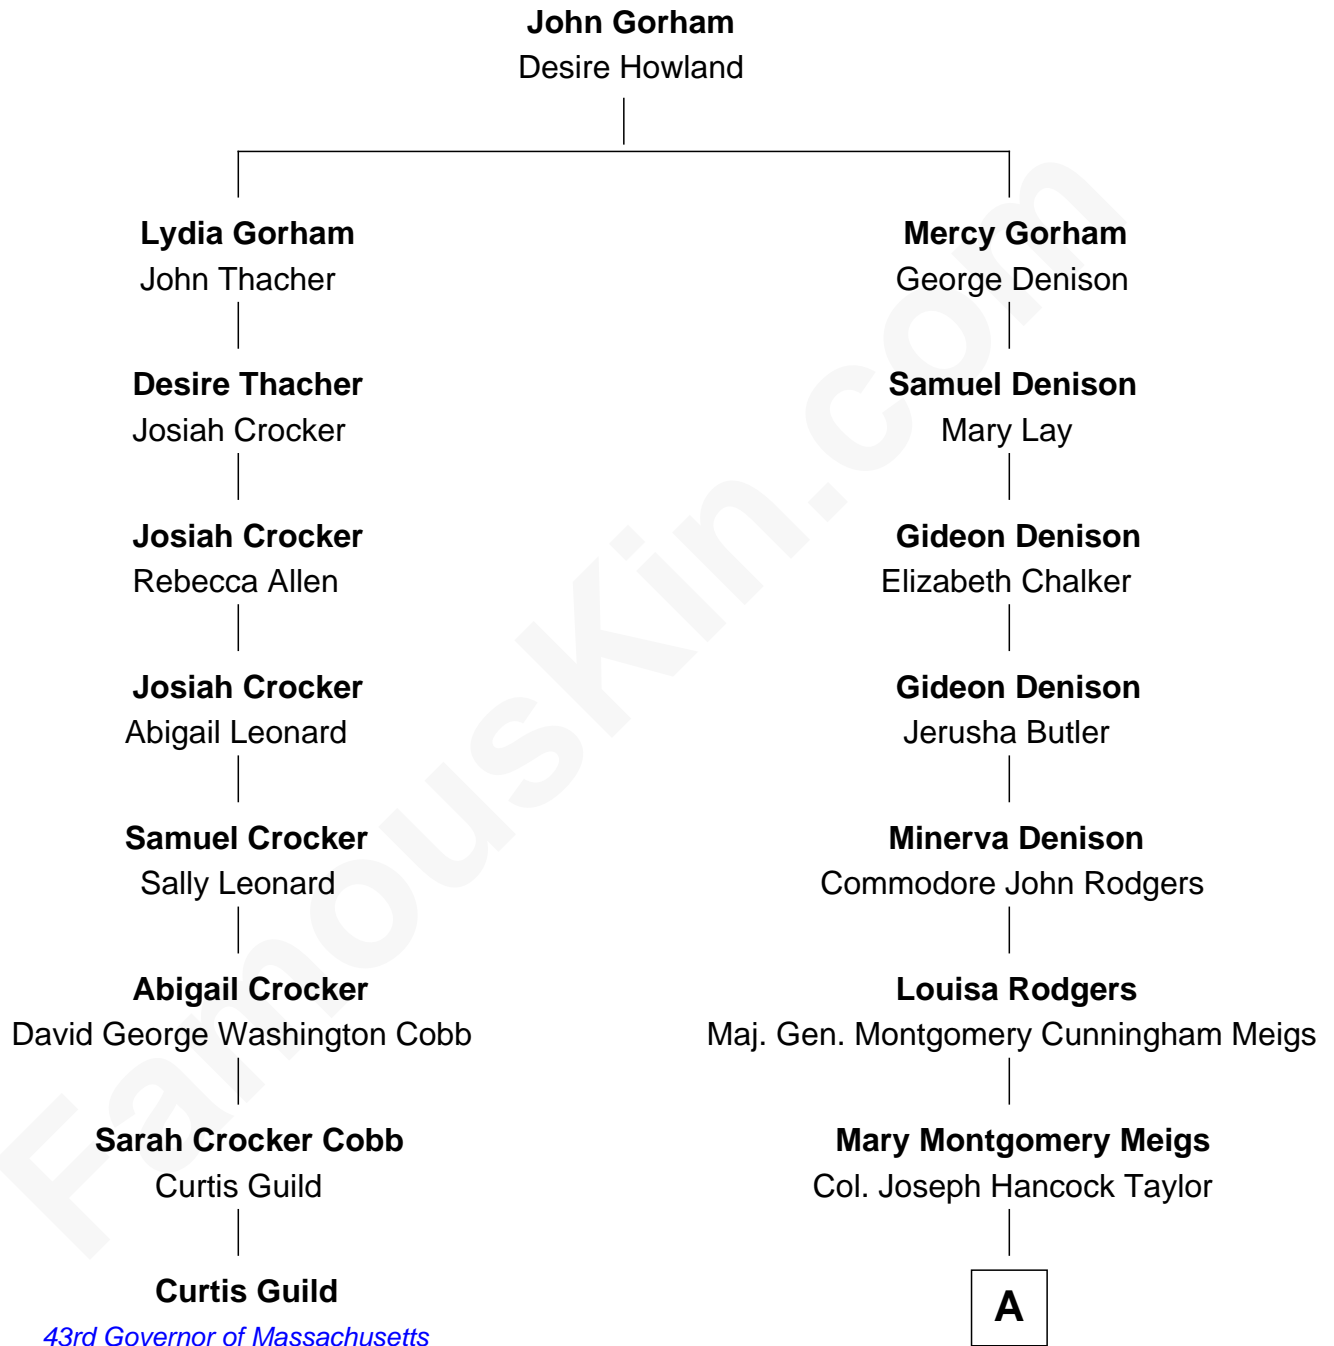 John Gorham
Desire Howland
Lydia Gorham
John Thacher
Mercy Gorham
George Denison
Desire Thacher
Josiah Crocker
Samuel Denison
Mary Lay
Josiah Crocker
Rebecca Allen
Gideon Denison
Elizabeth Chalker
Josiah Crocker
Abigail Leonard
Gideon Denison
Jerusha Butler
Samuel Crocker
Sally Leonard
Minerva Denison
Commodore John Rodgers
Abigail Crocker
David George Washington Cobb
Louisa Rodgers
Maj. Gen. Montgomery Cunningham Meigs
Sarah Crocker Cobb
Curtis Guild
Mary Montgomery Meigs
Col. Joseph Hancock Taylor
Curtis Guild
43rd Governor of Massachusetts
A
FamousKin.com